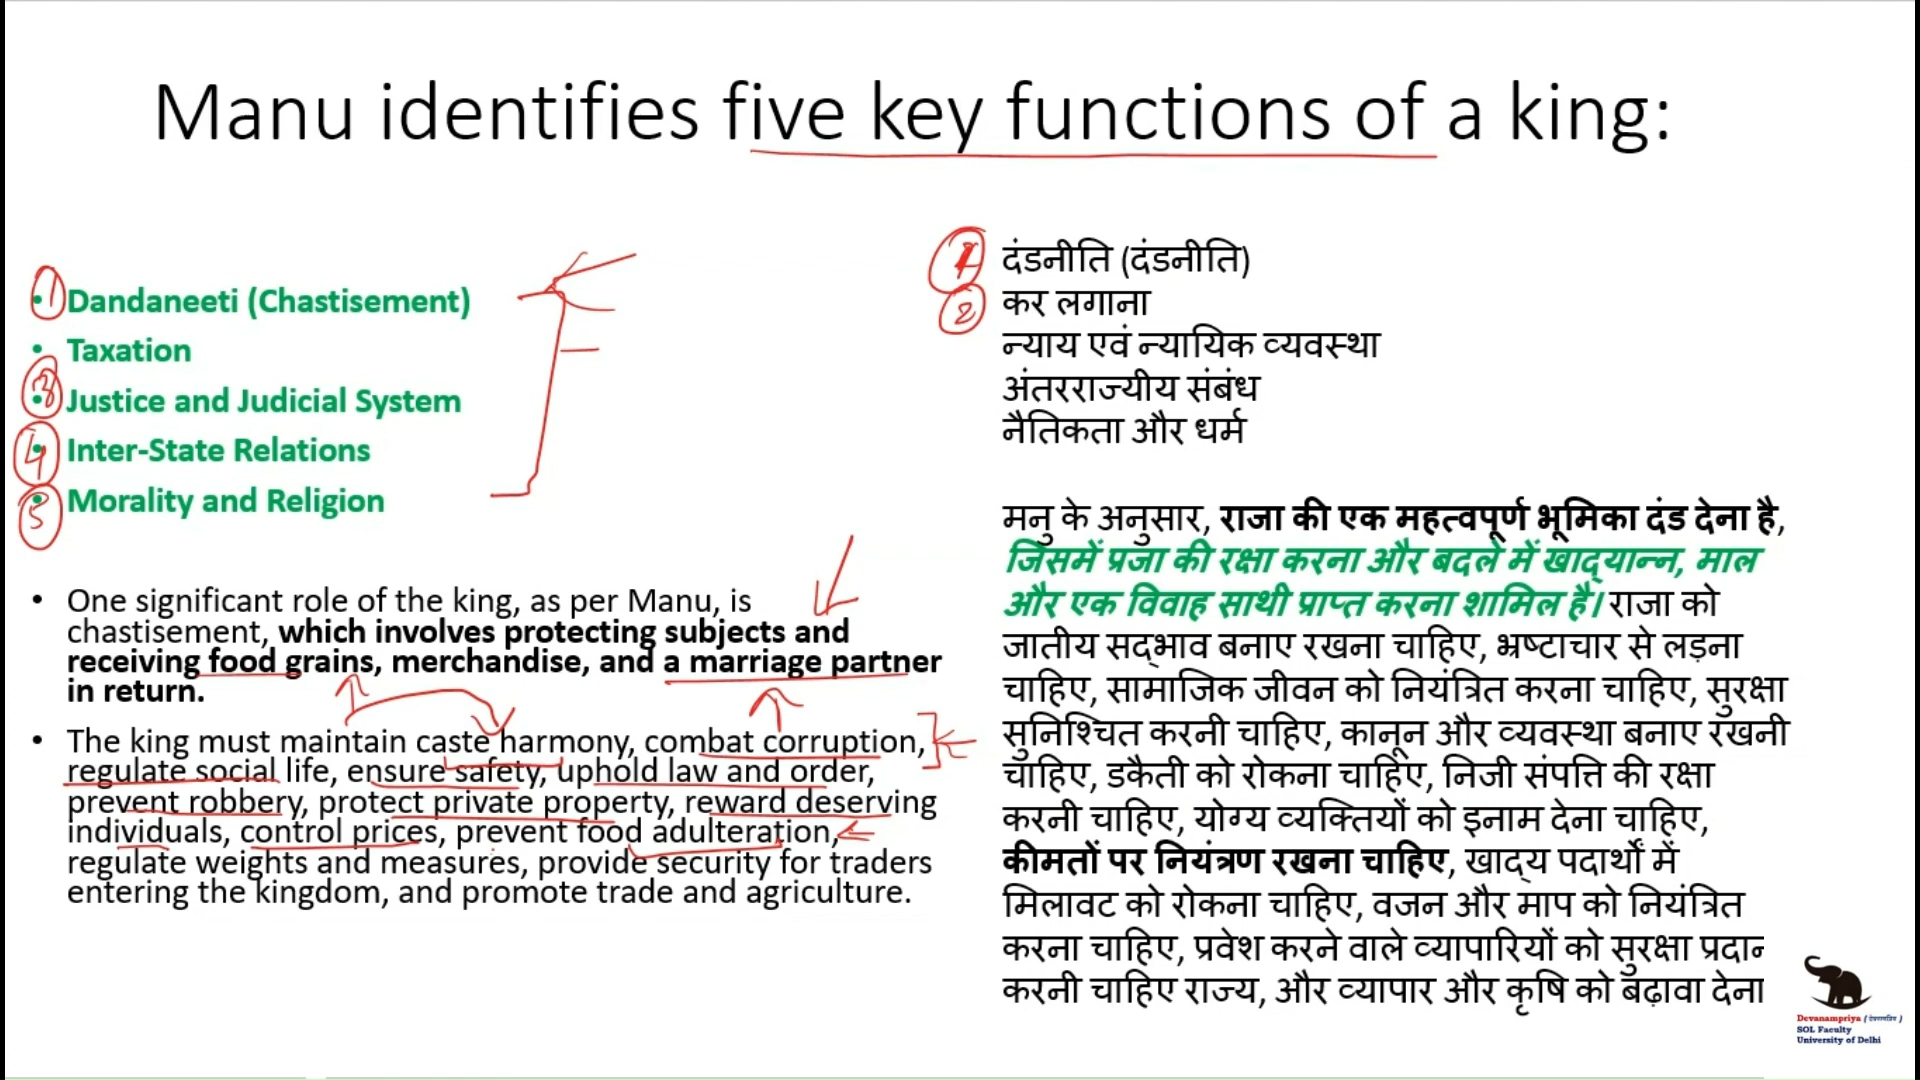 Manu identifies five key functions of a king:
1
• Dandaneeti (Chastisement)
• Taxation
3
• Justice and Judicial System
4
• Inter-State Relations
5
• Morality and Religion
• One significant role of the king, as per Manu, is
chastisement, which involves protecting subjects and
receiving food grains, merchandise, and a marriage partner
in return.
• The king must maintain caste harmony, combat corruption,
regulate social life, ensure safety, uphold law and order,
prevent robbery, protect private property, reward deserving
individuals, control prices, prevent food adulteration,
regulate weights and measures, provide security for traders
entering the kingdom, and promote trade and agriculture.
1
दंडनीति (दंडनीति)
2
कर लगाना
न्याय एवं न्यायिक व्यवस्था
अंतरराज्यीय संबंध
नैतिकता और धर्म
मनु के अनुसार, राजा की एक महत्वपूर्ण भूमिका दंड देना है,
जिसमें प्रजा की रक्षा करना और बदले में खाद्यान्न, माल
और एक विवाह साथी प्राप्त करना शामिल है। राजा को
जातीय सद्भाव बनाए रखना चाहिए, भ्रष्टाचार से लड़ना
चाहिए, सामाजिक जीवन को नियंत्रित करना चाहिए, सुरक्षा
सुनिश्चित करनी चाहिए, कानून और व्यवस्था बनाए रखनी
चाहिए, डकैती को रोकना चाहिए, निजी संपत्ति की रक्षा
करनी चाहिए, योग्य व्यक्तियों को इनाम देना चाहिए,
कीमतों पर नियंत्रण रखना चाहिए, खाद्य पदार्थों में
मिलावट को रोकना चाहिए, वजन और माप को नियंत्रित
करना चाहिए, प्रवेश करने वाले व्यापारियों को सुरक्षा प्रदान
करनी चाहिए राज्य, और व्यापार और कृषि को बढ़ावा देना
Devanampriya
SOL Faculty
University of Delhi